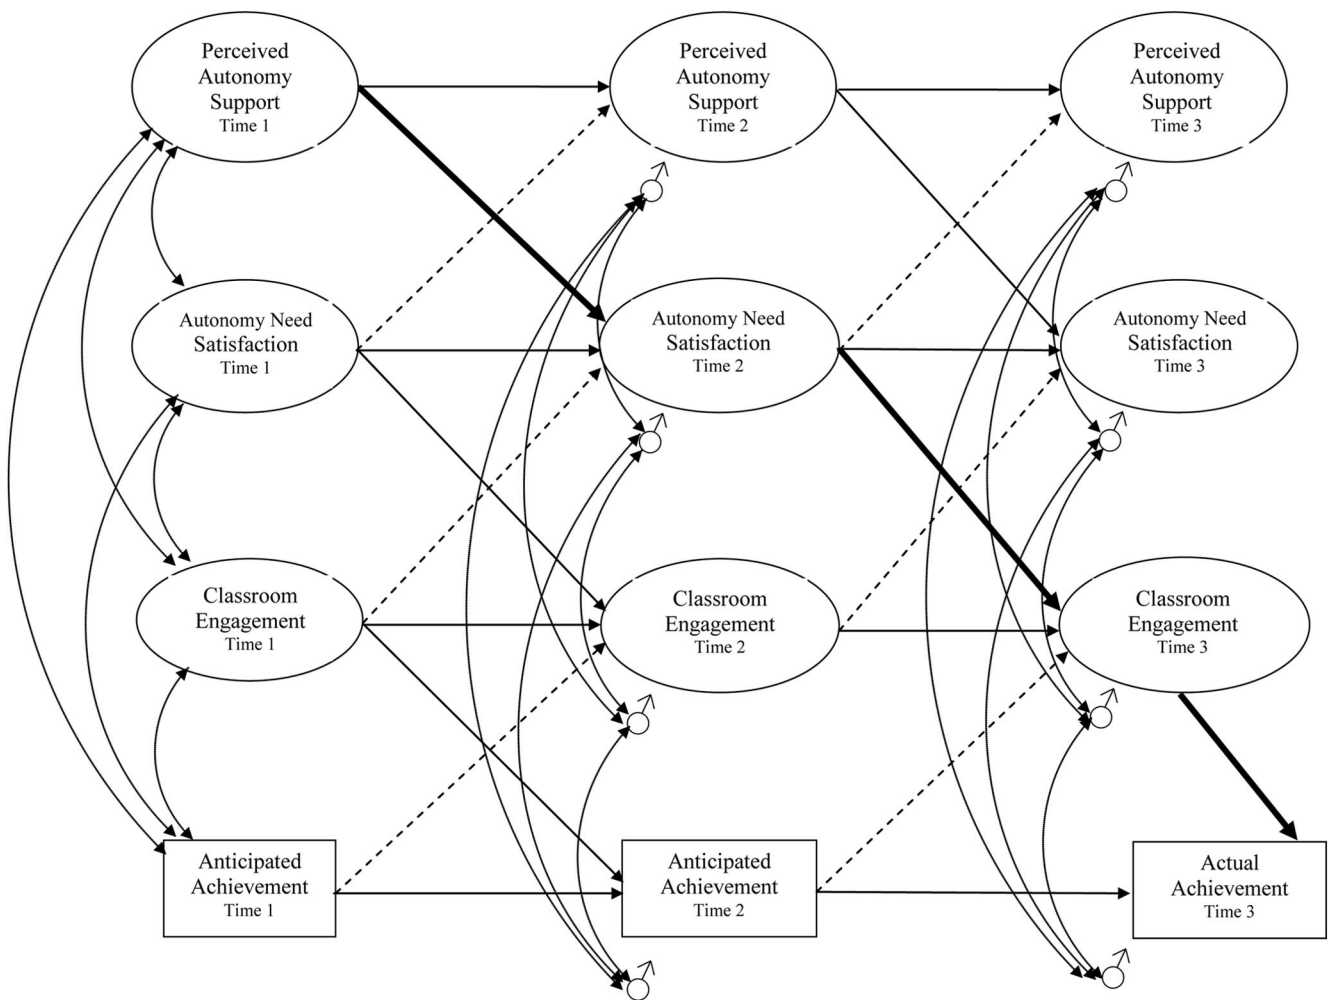 Perceived
Autonomy
Support
Time 1
Perceived
Autonomy
Support
Time 2
Perceived
Autonomy
Support
Time 3
Autonomy Need
Satisfaction
Time 1
Autonomy Need
Satisfaction
Time 2
Autonomy Need
Satisfaction
Time 3
Classroom
Engagement
Time 1
Classroom
Engagement
Time 2
Classroom
Engagement
Time 3
Anticipated
Achievement
Time 1
Anticipated
Achievement
Time 2
Actual
Achievement
Time 3